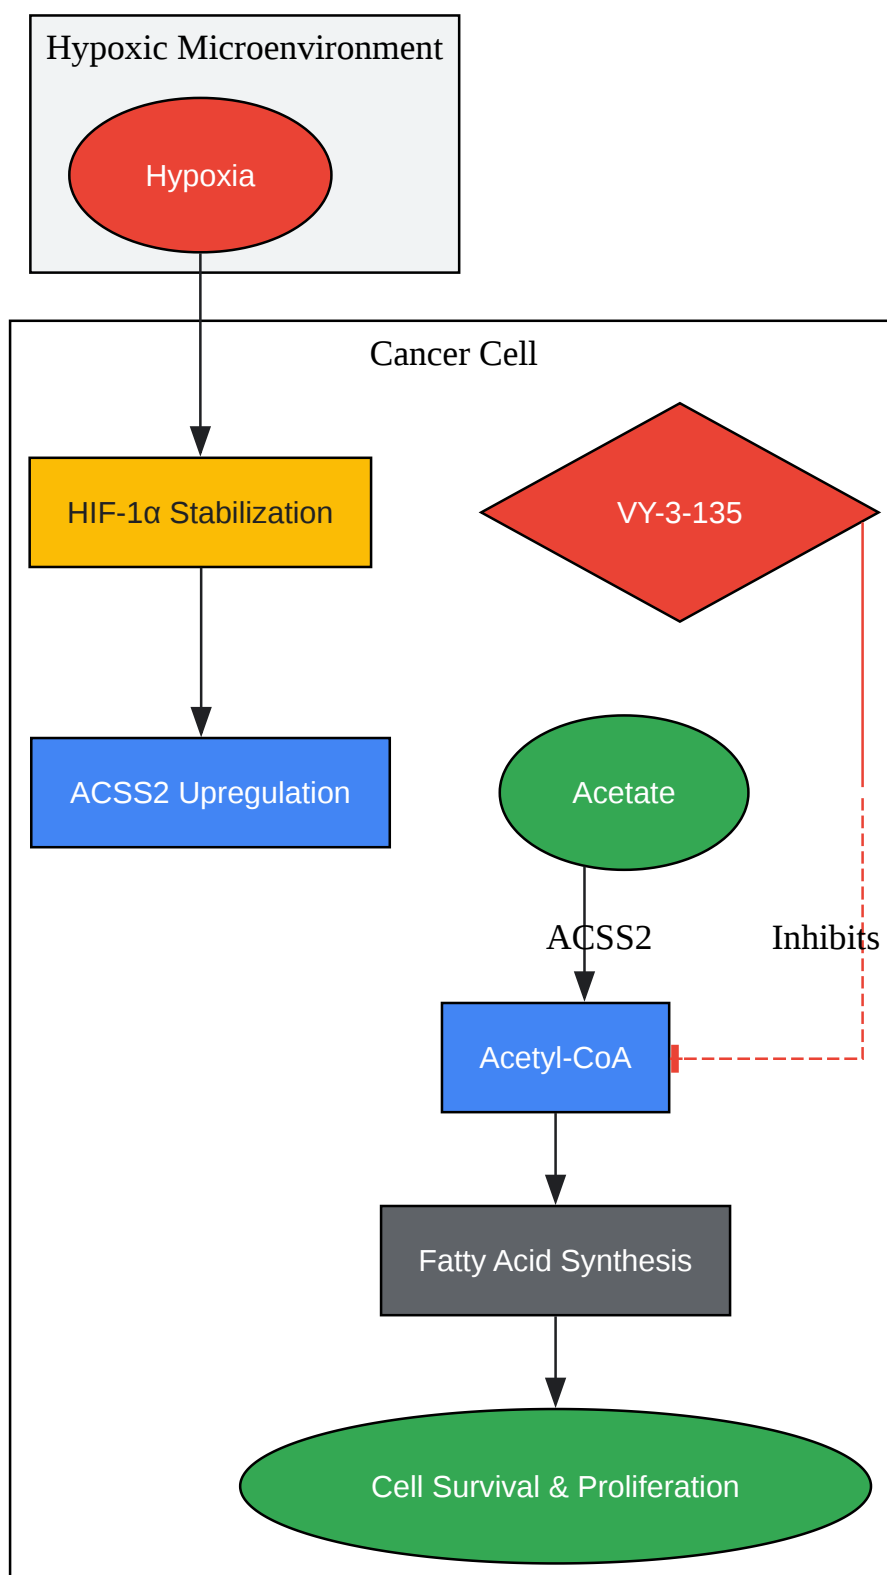 Hypoxic Microenvironment
Hypoxia
Cancer Cell
HIF-1α Stabilization
VY-3-135
ACSS2 Upregulation
Acetate
ACSS2
Inhibits
Acetyl-CoA
Fatty Acid Synthesis
Cell Survival & Proliferation